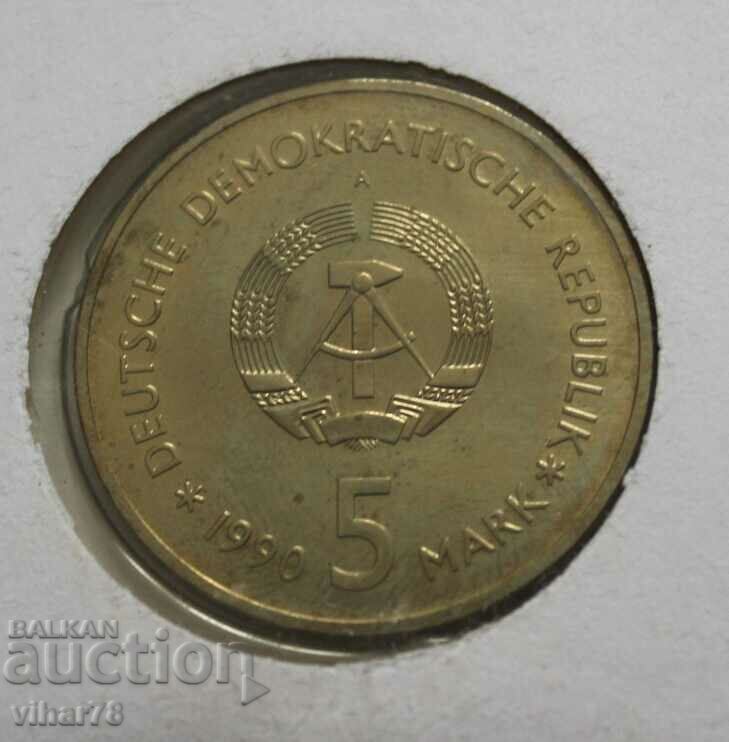 * DEUTSCHE DEMOKRATISCHE REPUBLIK *
A
1990 5 MARK
BALKAN
auction
vihar78